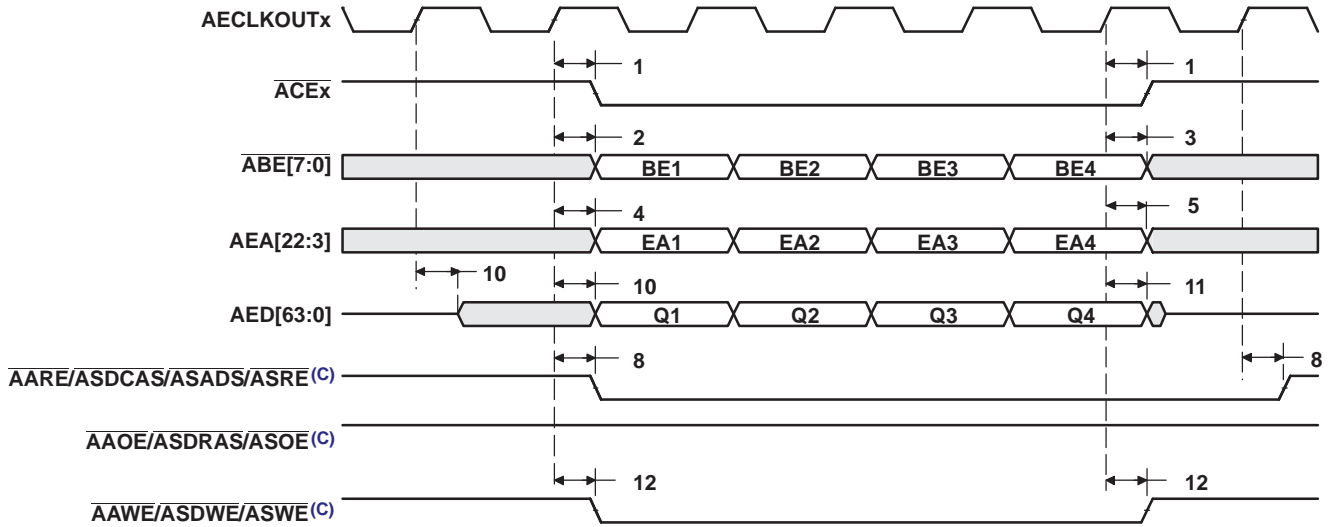 AECLKOUTx
1 1
ACEx
2 3
ABE[7:0] BE1 BE2 BE3 BE4
4 5
AEA[22:3] EA1 EA2 EA3 EA4
10 10 11
AED[63:0] Q1 Q2 Q3 Q4
8 8
AARE/ASDCAS/ASADS/ASRE(C)
AAOE/ASDRAS/ASOE(C)
12 12
AAWE/ASDWE/ASWE(C)